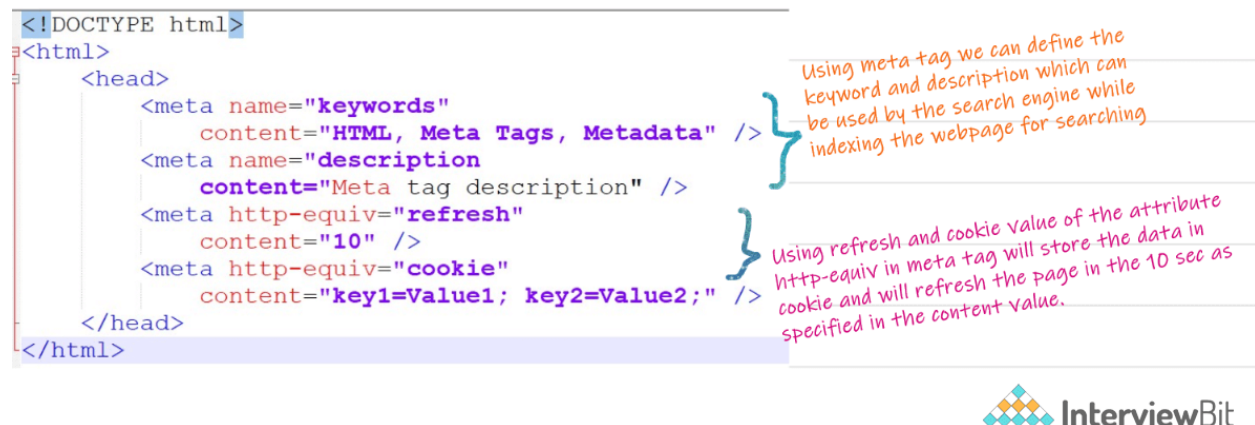 <!DOCTYPE html>
<html>
<head>
<meta name="keywords"
content="HTML, Meta Tags, Metadata" />
<meta name="description
content="Meta tag description" />
<meta http-equiv="refresh"
content="10" />
<meta http-equiv="cookie"
content="key1=Value1; key2=Value2;" />
</head>
</html>
Using meta tag we can define the
keyword and description which can
be used by the search engine while
indexing the webpage for searching
Using refresh and cookie value of the attribute
http-equiv in meta tag will store the data in
cookie and will refresh the page in the 10 sec as
specified in the content value.
InterviewBit